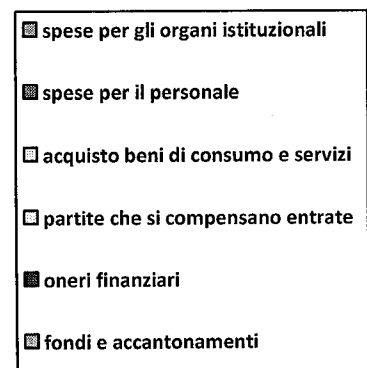 spese per gli organi istituzionali
spese per il personale
acquisto beni di consumo e servizi
partite che si compensano entrate
oneri finanziari
fondi e accantonamenti